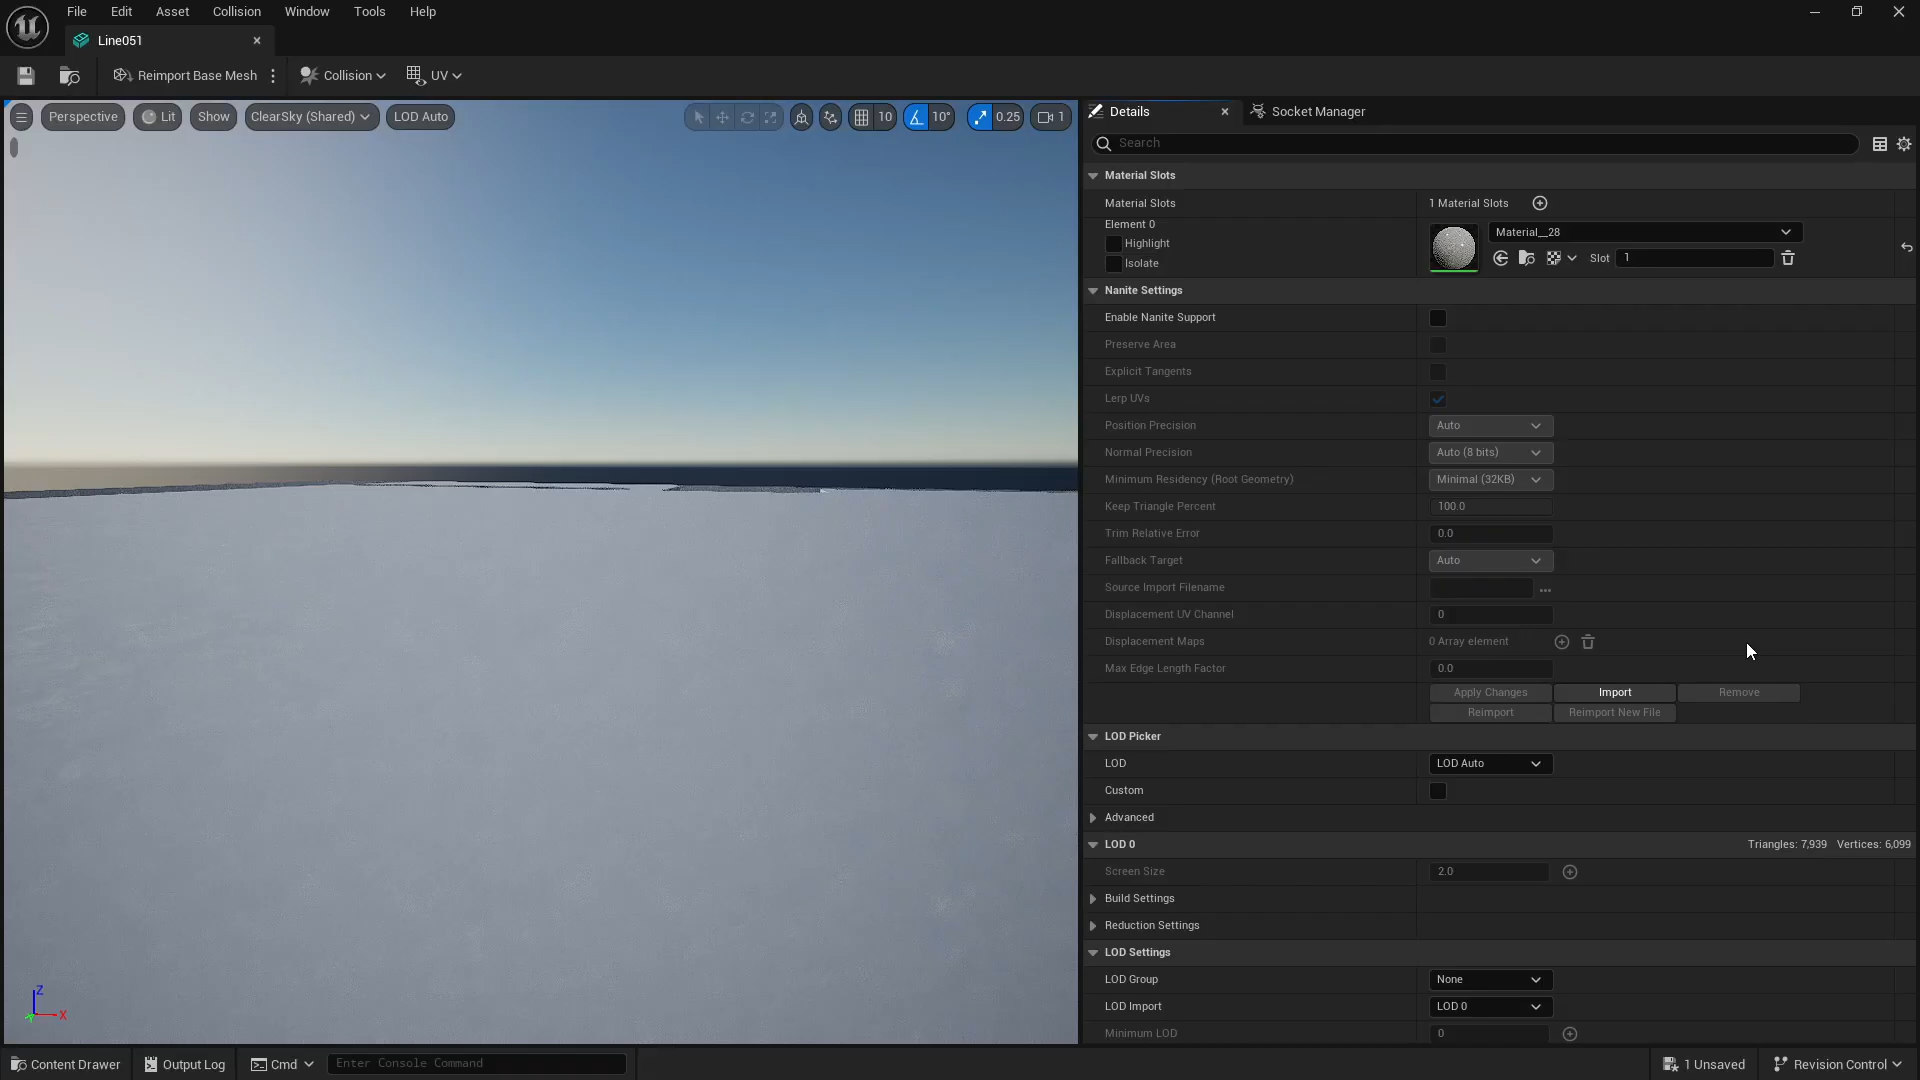 File Edit Asset Collision Window Tools Help
Line051
Reimport Base Mesh Collision UV
Perspective Lit Show ClearSky (Shared) LOD Auto 10 10° 0.25 1
Details Socket Manager
Search
Material Slots
Material Slots 1 Material Slots
Element 0
Highlight
Isolate
Material__28
Slot 1
Nanite Settings
Enable Nanite Support
Preserve Area
Explicit Tangents
Lerp UVs
Position Precision Auto
Normal Precision Auto (8 bits)
Minimum Residency (Root Geometry) Minimal (32KB)
Keep Triangle Percent 100.0
Trim Relative Error 0.0
Fallback Target Auto
Source Import Filename
Displacement UV Channel 0
Displacement Maps 0 Array element
Max Edge Length Factor 0.0
Apply Changes Import Remove
Reimport Reimport New File
LOD Picker
LOD LOD Auto
Custom
Advanced
LOD 0 Triangles: 7,939 Vertices: 6,099
Screen Size 2.0
Build Settings
Reduction Settings
LOD Settings
LOD Group None
LOD Import LOD 0
Minimum LOD 0
Z
X
Content Drawer Output Log Cmd Enter Console Command 1 Unsaved Revision Control